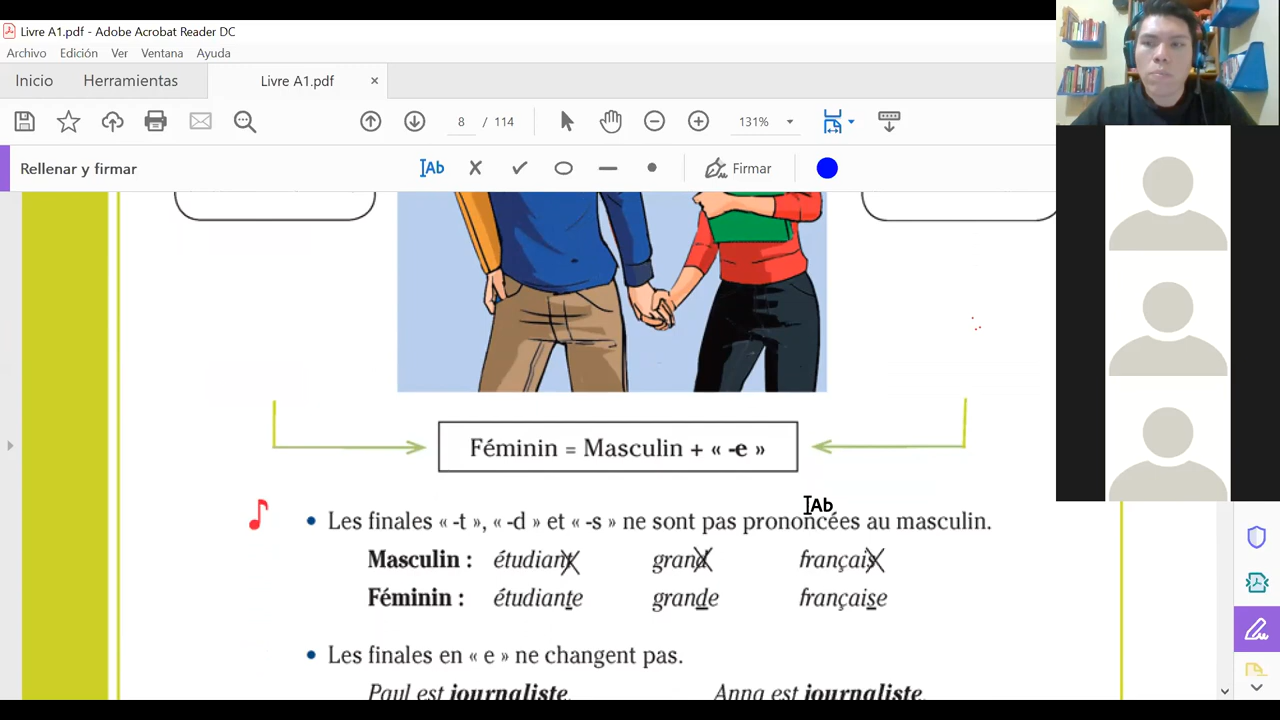 Livre A1.pdf - Adobe Acrobat Reader DC
Archivo Edición Ver Ventana Ayuda
Inicio Herramientas Livre A1.pdf ×
8 / 114 131%
Rellenar y firmar Ab Firmar
Féminin = Masculin + « -e »
Ab
• Les finales « -t », « -d » et « -s » ne sont pas prononcées au masculin.
Masculin : étudiant grand français
Féminin : étudiante grande française
• Les finales en « e » ne changent pas.
Paul est journaliste. Anna est journaliste.